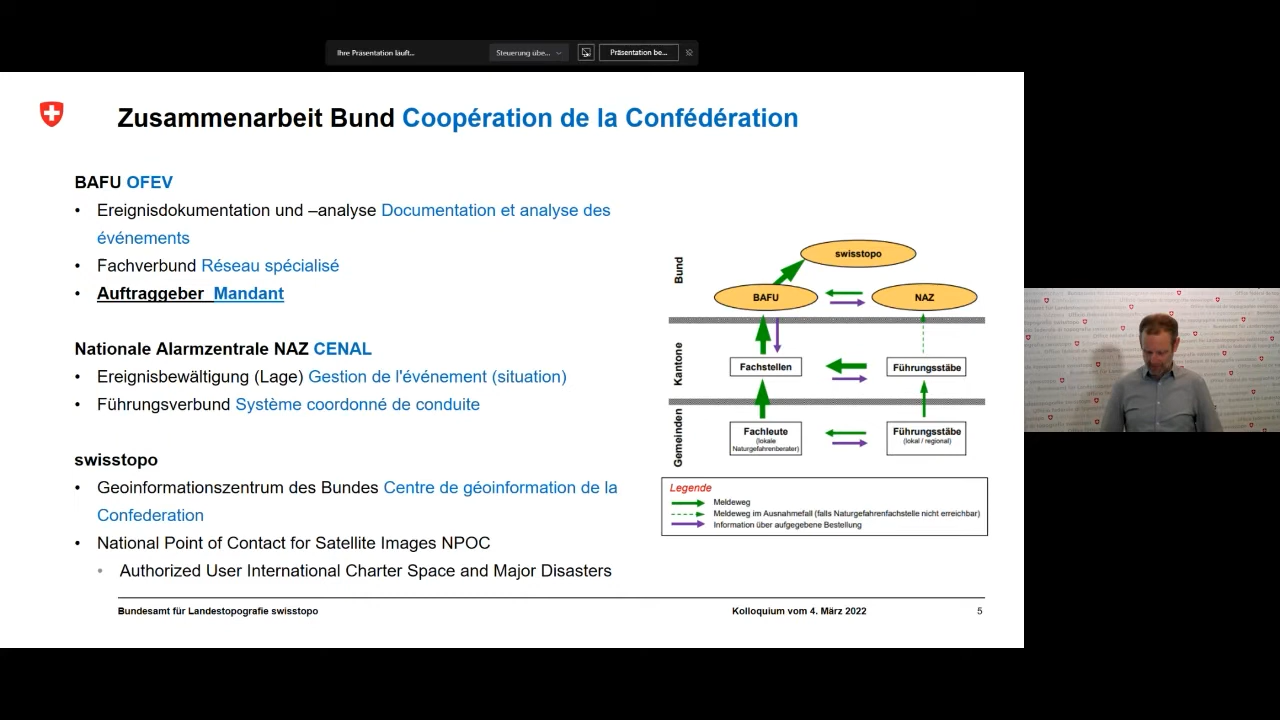 Ihre Präsentation läuft...
Steuerung übe...
Präsentation be...
Zusammenarbeit Bund Coopération de la Confédération
BAFU OFEV
• Ereignisdokumentation und –analyse Documentation et analyse des
événements
• Fachverbund Réseau spécialisé
• Auftraggeber Mandant
Nationale Alarmzentrale NAZ CENAL
• Ereignisbewältigung (Lage) Gestion de l'événement (situation)
• Führungsverbund Système coordonné de conduite
swisstopo
• Geoinformationszentrum des Bundes Centre de géoinformation de la
Confederation
• National Point of Contact for Satellite Images NPOC
• Authorized User International Charter Space and Major Disasters
Bund
swisstopo
BAFU
NAZ
Kantone
Fachstellen
Führungsstäbe
Gemeinden
Fachleute
(lokale
Naturgefahrenberater)
Führungsstäbe
(lokal / regional)
Legende
Meldeweg
Meldeweg im Ausnahmefall (falls Naturgefahrenfachstelle nicht erreichbar)
Information über aufgegebene Bestellung
Bundesamt für Landestopografie swisstopo
Kolloquium vom 4. März 2022
5